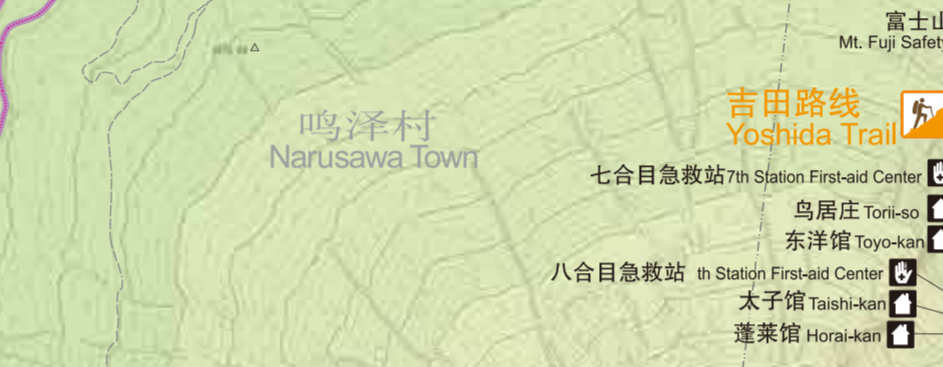 富士山
Mt. Fuji Safety
吉田路线
Yoshida Trail
鸣泽村
Narusawa Town
七合目急救站 7th Station First-aid Center
鸟居庄 Torii-so
东洋馆 Toyo-kan
八合目急救站 th Station First-aid Center
太子馆 Taishi-kan
蓬莱馆 Horai-kan